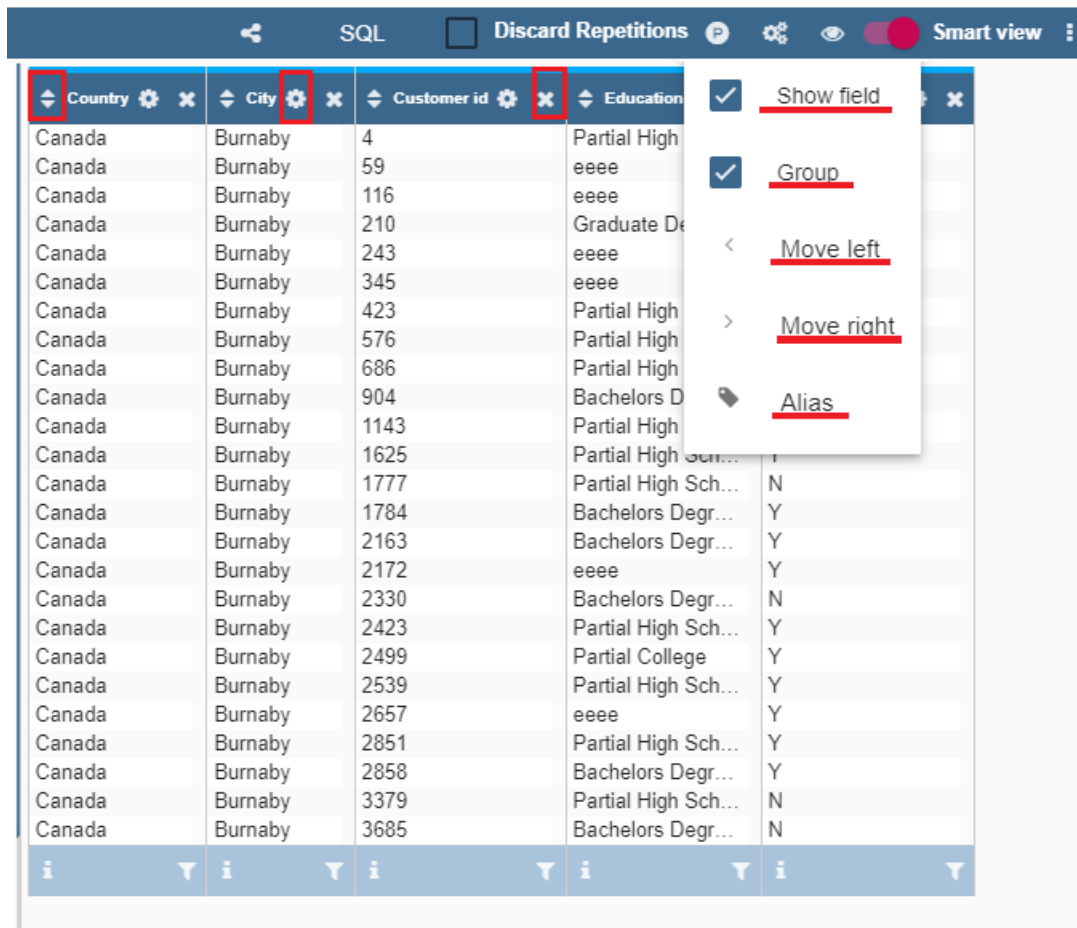 SQL Discard Repetitions P Smart view
Country City Customer id Education
Show field
Group
Move left
Move right
Alias
Canada Burnaby 4 Partial High
Canada Burnaby 59 eeee
Canada Burnaby 116 eeee
Canada Burnaby 210 Graduate De
Canada Burnaby 243 eeee
Canada Burnaby 345 eeee
Canada Burnaby 423 Partial High
Canada Burnaby 576 Partial High
Canada Burnaby 686 Partial High
Canada Burnaby 904 Bachelors D
Canada Burnaby 1143 Partial High
Canada Burnaby 1625 Partial High Sch... Y
Canada Burnaby 1777 Partial High Sch... N
Canada Burnaby 1784 Bachelors Degr... Y
Canada Burnaby 2163 Bachelors Degr... Y
Canada Burnaby 2172 eeee Y
Canada Burnaby 2330 Bachelors Degr... N
Canada Burnaby 2423 Partial High Sch... Y
Canada Burnaby 2499 Partial College Y
Canada Burnaby 2539 Partial High Sch... Y
Canada Burnaby 2657 eeee Y
Canada Burnaby 2851 Partial High Sch... Y
Canada Burnaby 2858 Bachelors Degr... Y
Canada Burnaby 3379 Partial High Sch... N
Canada Burnaby 3685 Bachelors Degr... N